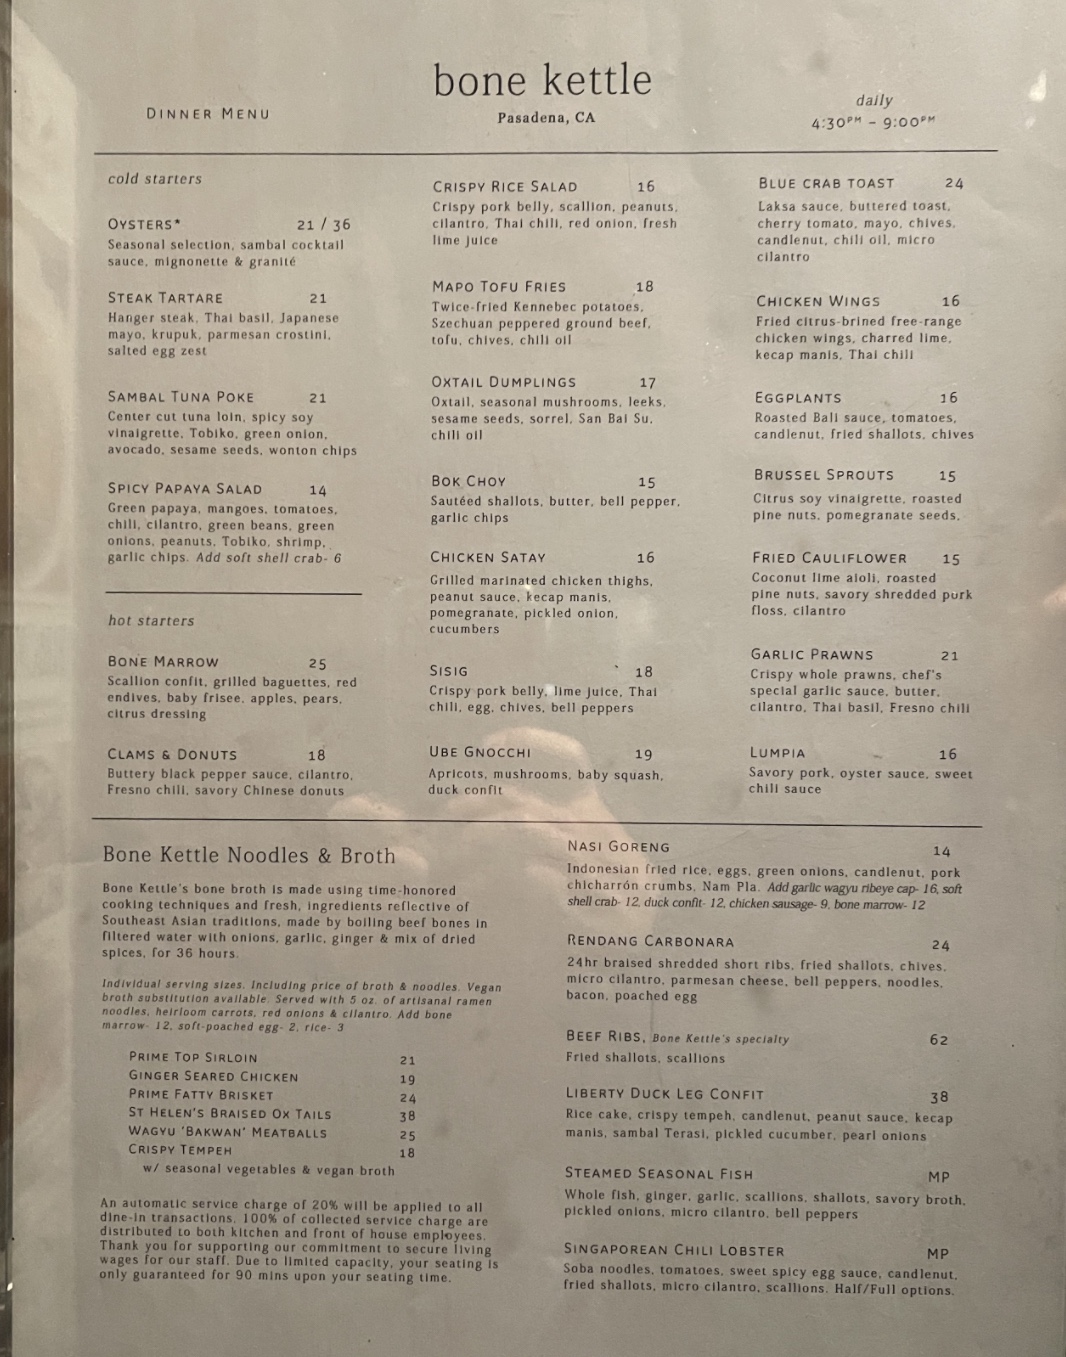 bone kettle
DINNER MENU
Pasadena, CA
daily
4:30PM – 9:00PM
cold starters
OYSTERS* 21 / 36
Seasonal selection, sambal cocktail
sauce, mignonette & granité
STEAK TARTARE 21
Hanger steak, Thai basil, Japanese
mayo, krupuk, parmesan crostini,
salted egg zest
SAMBAL TUNA POKE 21
Center cut tuna loin, spicy soy
vinaigrette, Tobiko, green onion,
avocado, sesame seeds, wonton chips
SPICY PAPAYA SALAD 14
Green papaya, mangoes, tomatoes,
chili, cilantro, green beans, green
onions, peanuts, Tobiko, shrimp,
garlic chips. Add soft shell crab- 6
hot starters
BONE MARROW 25
Scallion confit, grilled baguettes, red
endives, baby frisee, apples, pears,
citrus dressing
CLAMS & DONUTS 18
Buttery black pepper sauce, cilantro,
Fresno chili, savory Chinese donuts
CRISPY RICE SALAD 16
Crispy pork belly, scallion, peanuts,
cilantro, Thai chili, red onion, fresh
lime juice
MAPO TOFU FRIES 18
Twice-fried Kennebec potatoes,
Szechuan peppered ground beef,
tofu, chives, chili oil
OXTAIL DUMPLINGS 17
Oxtail, seasonal mushrooms, leeks,
sesame seeds, sorrel, San Bai Su,
chili oil
BOK CHOY 15
Sautéed shallots, butter, bell pepper,
garlic chips
CHICKEN SATAY 16
Grilled marinated chicken thighs,
peanut sauce, kecap manis,
pomegranate, pickled onion,
cucumbers
SISIG 18
Crispy pork belly, lime juice, Thai
chili, egg, chives, bell peppers
UBE GNOCCHI 19
Apricots, mushrooms, baby squash,
duck confit
BLUE CRAB TOAST 24
Laksa sauce, buttered toast,
cherry tomato, mayo, chives,
candlenut, chili oil, micro
cilantro
CHICKEN WINGS 16
Fried citrus-brined free-range
chicken wings, charred lime,
kecap manis, Thai chili
EGGPLANTS 16
Roasted Bali sauce, tomatoes,
candlenut, fried shallots, chives
BRUSSEL SPROUTS 15
Citrus soy vinaigrette, roasted
pine nuts, pomegranate seeds,
FRIED CAULIFLOWER 15
Coconut lime aioli, roasted
pine nuts, savory shredded pork
floss, cilantro
GARLIC PRAWNS 21
Crispy whole prawns, chef's
special garlic sauce, butter,
cilantro, Thai basil, Fresno chili
LUMPIA 16
Savory pork, oyster sauce, sweet
chili sauce
Bone Kettle Noodles & Broth
Bone Kettle's bone broth is made using time-honored
cooking techniques and fresh, ingredients reflective of
Southeast Asian traditions, made by boiling beef bones in
filtered water with onions, garlic, ginger & mix of dried
spices, for 36 hours.
Individual serving sizes. Including price of broth & noodles. Vegan
broth substitution available. Served with 5 oz. of artisanal ramen
noodles, heirloom carrots, red onions & cilantro. Add bone
marrow- 12, soft-poached egg- 2, rice- 3
PRIME TOP SIRLOIN 21
GINGER SEARED CHICKEN 19
PRIME FATTY BRISKET 24
ST HELEN'S BRAISED OX TAILS 38
WAGYU 'BAKWAN' MEATBALLS 25
CRISPY TEMPEH 18
w/ seasonal vegetables & vegan broth
An automatic service charge of 20% will be applied to all
dine-in transactions. 100% of collected service charge are
distributed to both kitchen and front of house employees.
Thank you for supporting our commitment to secure living
wages for our staff. Due to limited capacity, your seating is
only guaranteed for 90 mins upon your seating time.
NASI GORENG 14
Indonesian fried rice, eggs, green onions, candlenut, pork
chicharrón crumbs, Nam Pla. Add garlic wagyu ribeye cap- 16, soft
shell crab- 12, duck confit- 12, chicken sausage- 9, bone marrow- 12
RENDANG CARBONARA 24
24hr braised shredded short ribs, fried shallots, chives,
micro cilantro, parmesan cheese, bell peppers, noodles,
bacon, poached egg
BEEF RIBS, Bone Kettle's specialty 62
Fried shallots, scallions
LIBERTY DUCK LEG CONFIT 38
Rice cake, crispy tempeh, candlenut, peanut sauce, kecap
manis, sambal Terasi, pickled cucumber, pearl onions
STEAMED SEASONAL FISH MP
Whole fish, ginger, garlic, scallions, shallots, savory broth,
pickled onions, micro cilantro, bell peppers
SINGAPOREAN CHILI LOBSTER MP
Soba noodles, tomatoes, sweet spicy egg sauce, candlenut,
fried shallots, micro cilantro, scallions. Half/Full options.